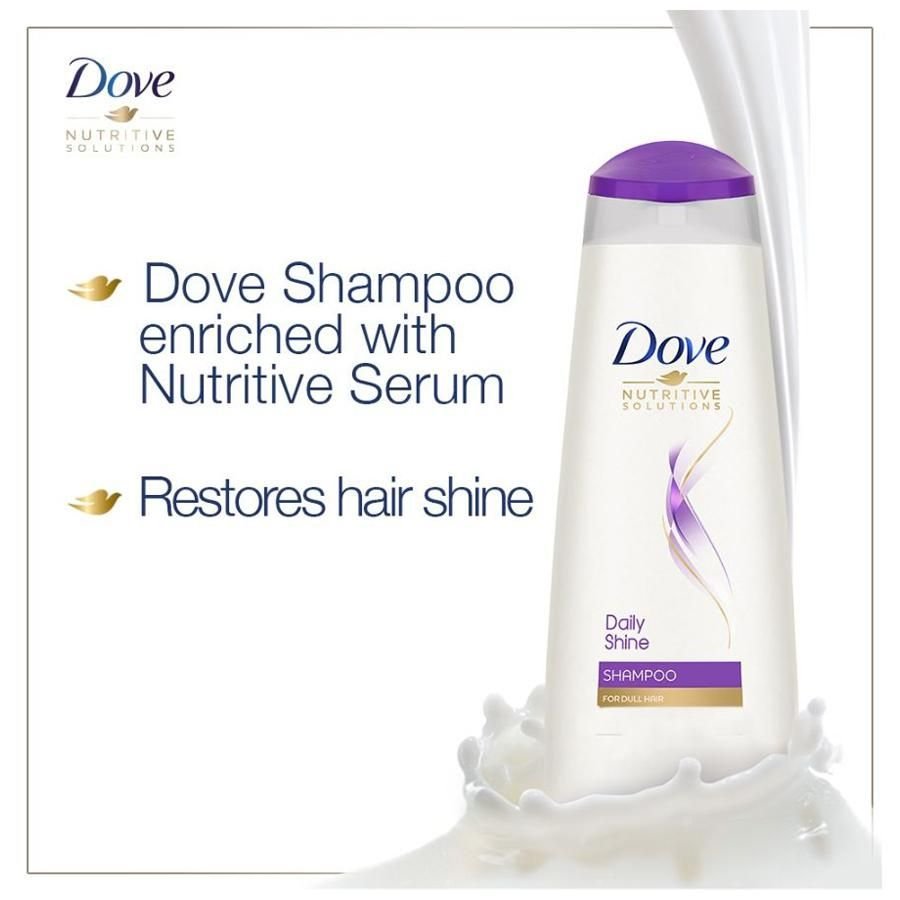 Dove
NUTRITIVE
SOLUTIONS
Dove Shampoo
enriched with
Nutritive Serum
Restores hair shine
Dove
NUTRITIVE
SOLUTIONS
Daily
Shine
SHAMPOO
FOR DULL HAIR